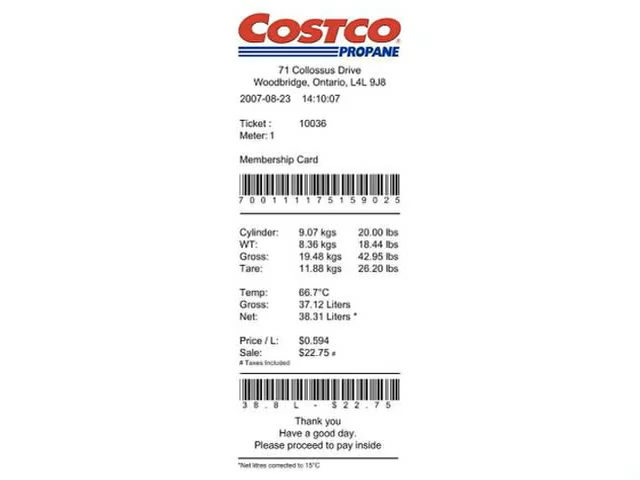 COSTCO
PROPANE
71 Collossus Drive
Woodbridge, Ontario, L4L 9J8
2007-08-23 14:10:07
Ticket : 10036
Meter: 1
Membership Card
700111175159025
Cylinder: 9.07 kgs 20.00 lbs
WT: 8.36 kgs 18.44 lbs
Gross: 19.48 kgs 42.95 lbs
Tare: 11.88 kgs 26.20 lbs
Temp: 66.7°C
Gross: 37.12 Liters
Net: 38.31 Liters *
Price / L: $0.594
Sale: $22.75 #
# Taxes Included
38.8 L - $22.75
Thank you
Have a good day.
Please proceed to pay inside
*Net litres corrected to 15°C